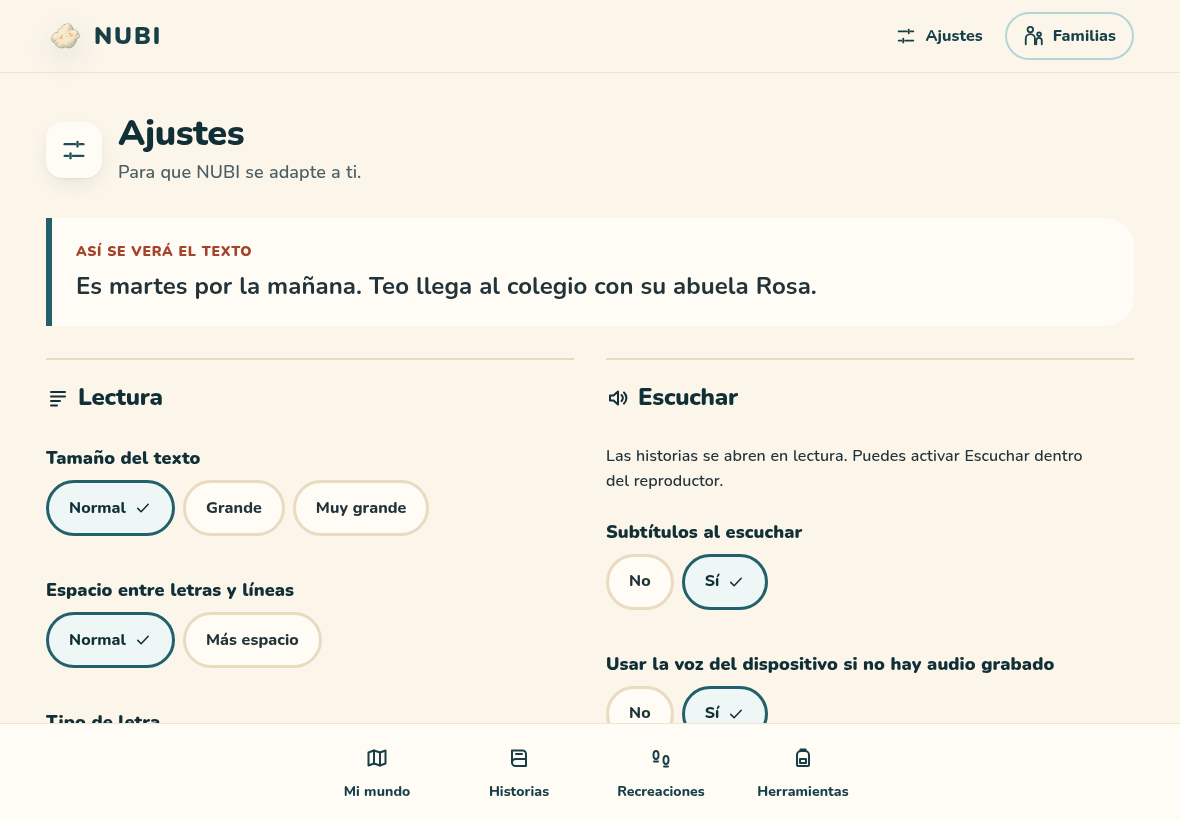 NUBI
Ajustes
Familias
Ajustes
Para que NUBI se adapte a ti.
ASÍ SE VERÁ EL TEXTO
Es martes por la mañana. Teo llega al colegio con su abuela Rosa.
Lectura
Tamaño del texto
Normal
Grande
Muy grande
Espacio entre letras y líneas
Normal
Más espacio
Tipo de letra
Escuchar
Las historias se abren en lectura. Puedes activar Escuchar dentro
del reproductor.
Subtítulos al escuchar
No
Sí
Usar la voz del dispositivo si no hay audio grabado
No
Sí
Mi mundo
Historias
Recreaciones
Herramientas